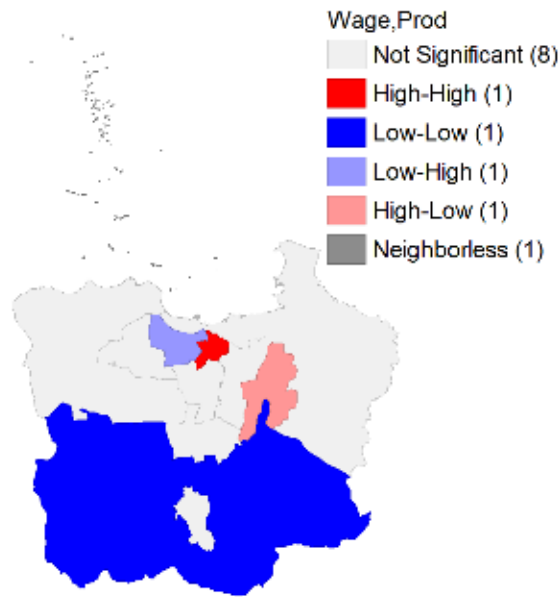 Wage,Prod
Not Significant (8)
High-High (1)
Low-Low (1)
Low-High (1)
High-Low (1)
Neighborless (1)